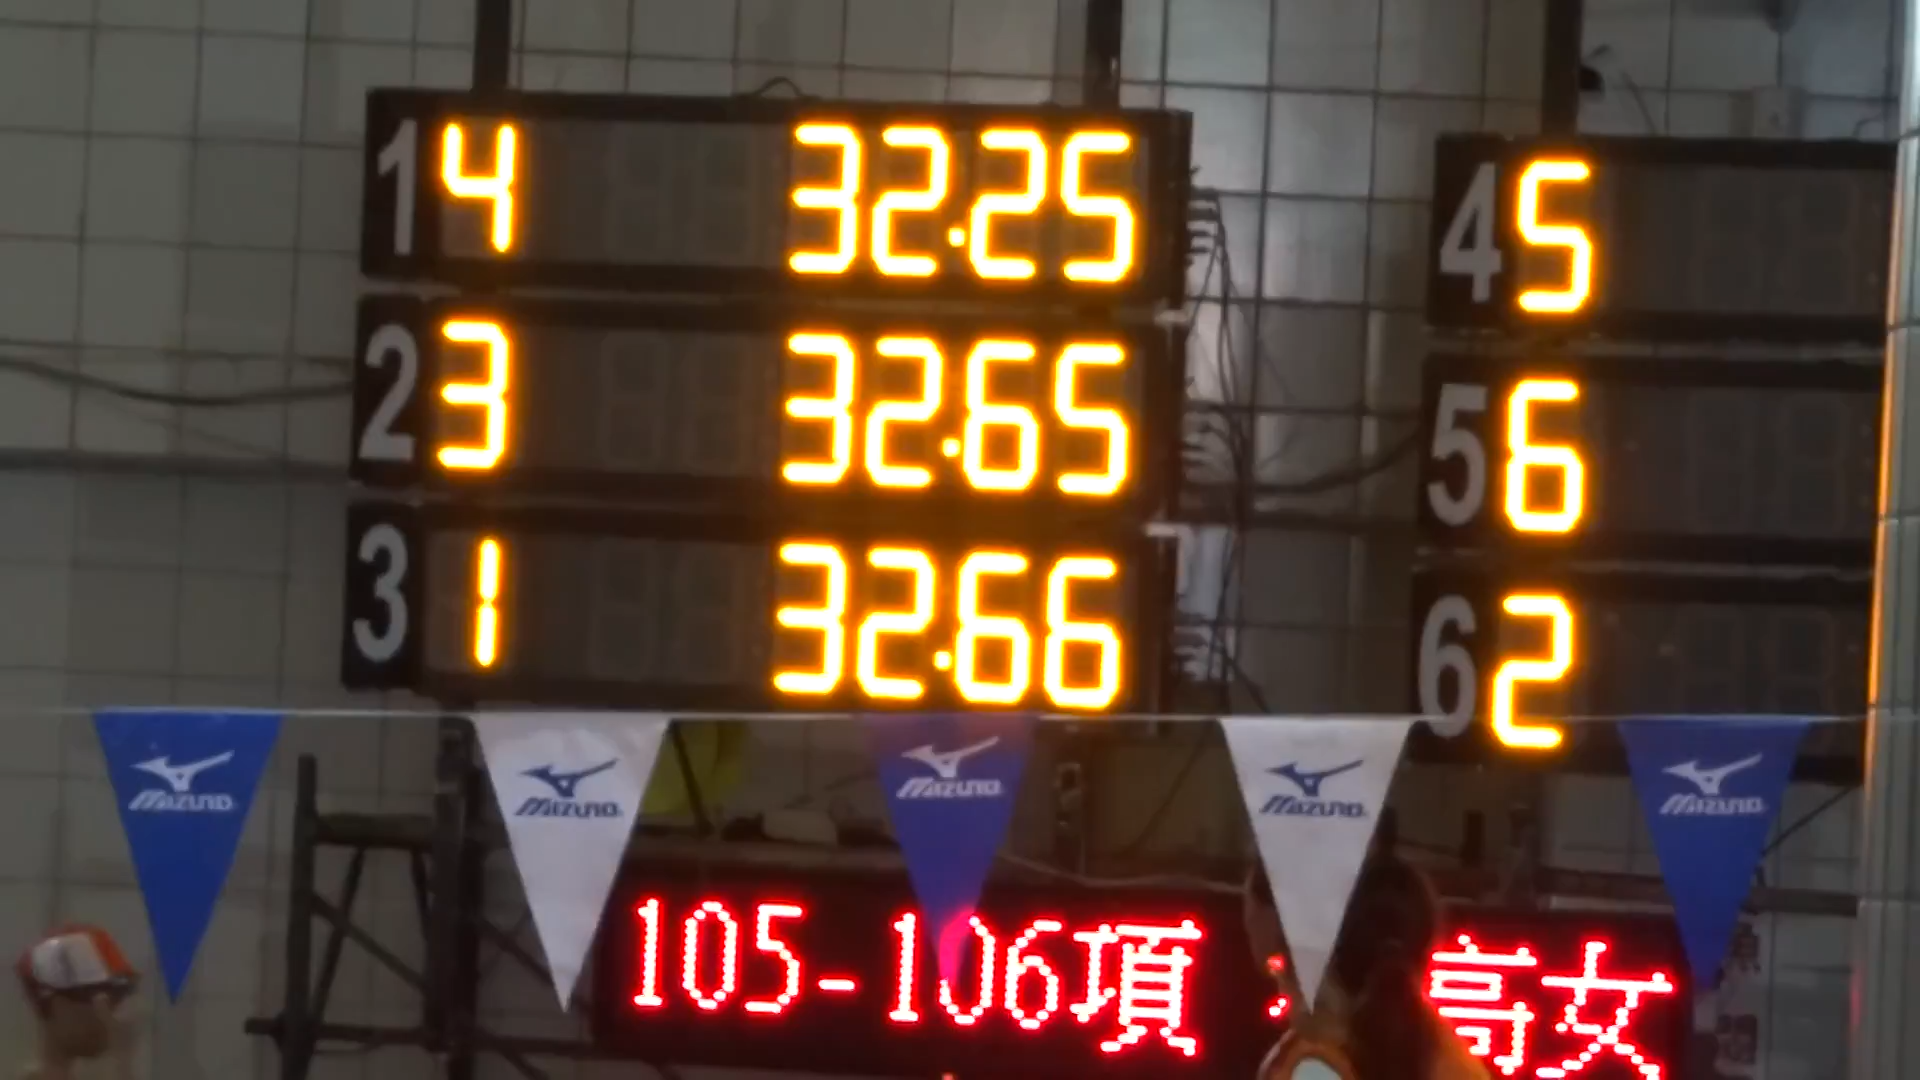 1 4 32.25
2 3 32.65
3 1 32.66
4 5
5 6
6 2
MIZUNO MIZUNO MIZUNO MIZUNO MIZUNO
105-106項 高女